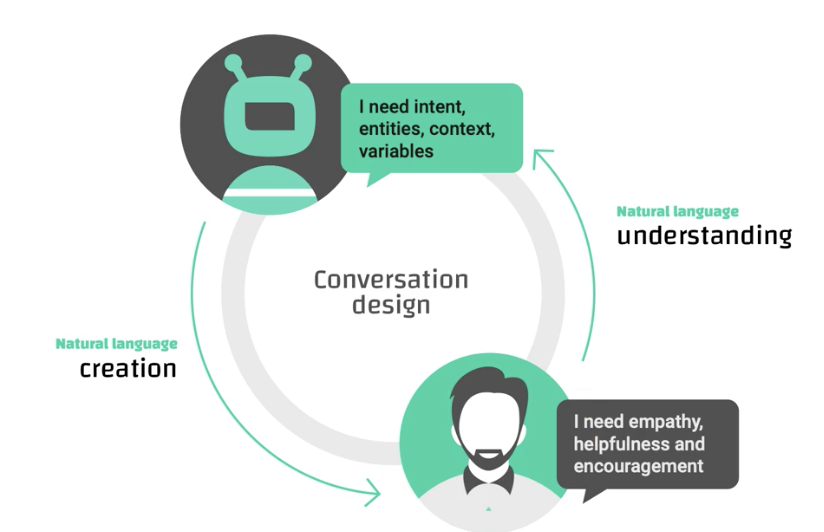 I need intent,
entities, context,
variables
Natural language
understanding
Conversation
design
Natural language
creation
I need empathy,
helpfulness and
encouragement